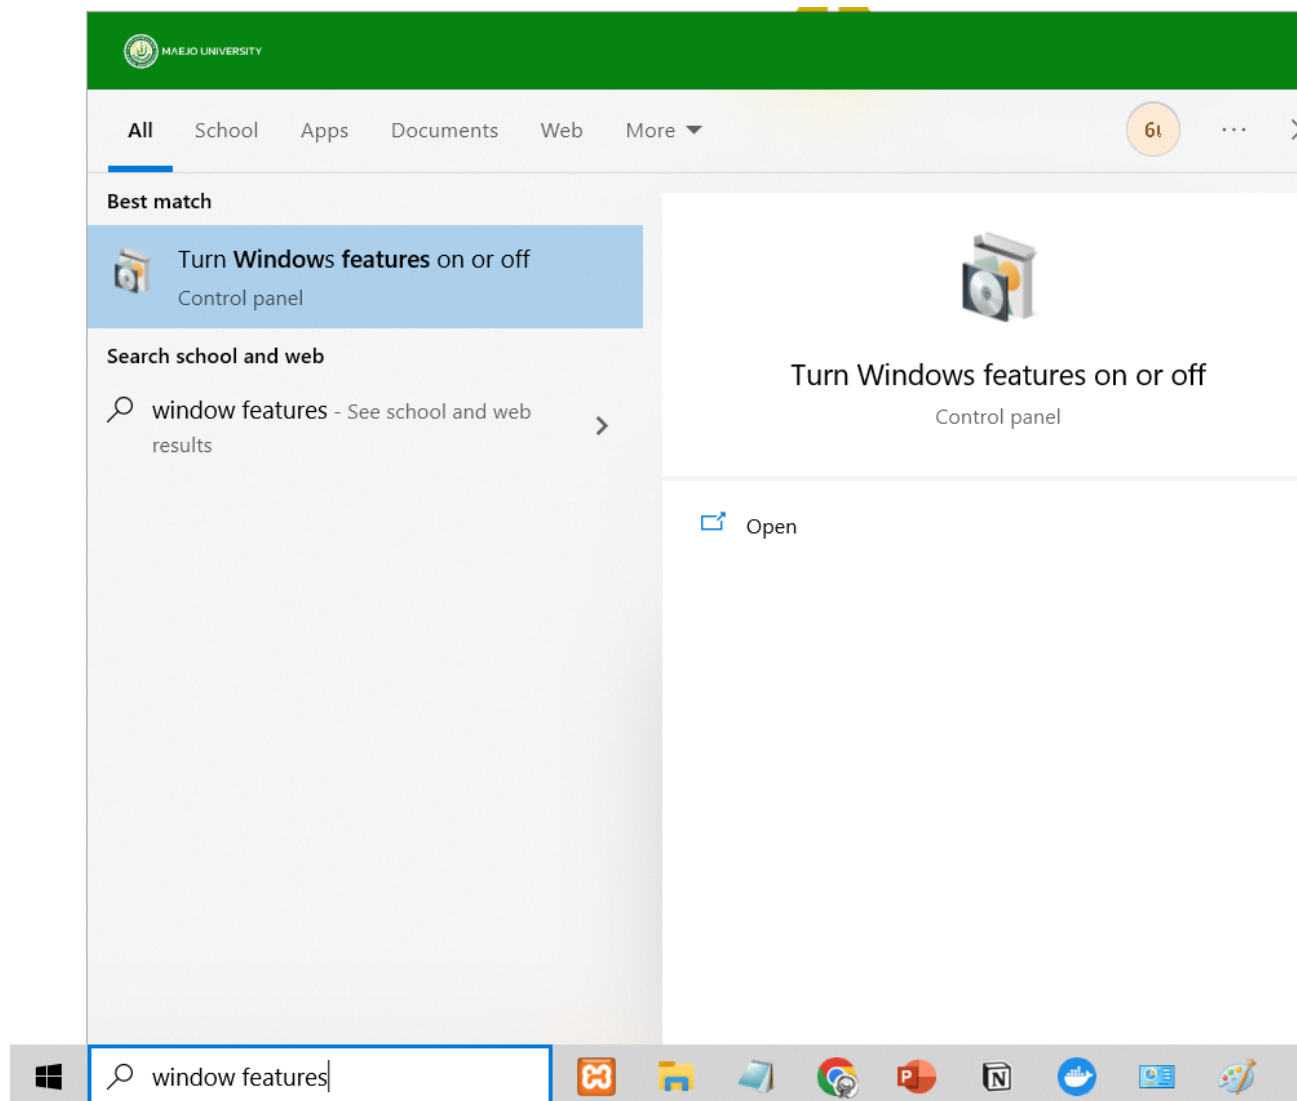 MAEJO UNIVERSITY
All School Apps Documents Web More
6เ ...
Best match
Turn Windows features on or off
Control panel
Search school and web
window features - See school and web
results
Turn Windows features on or off
Control panel
Open
window features